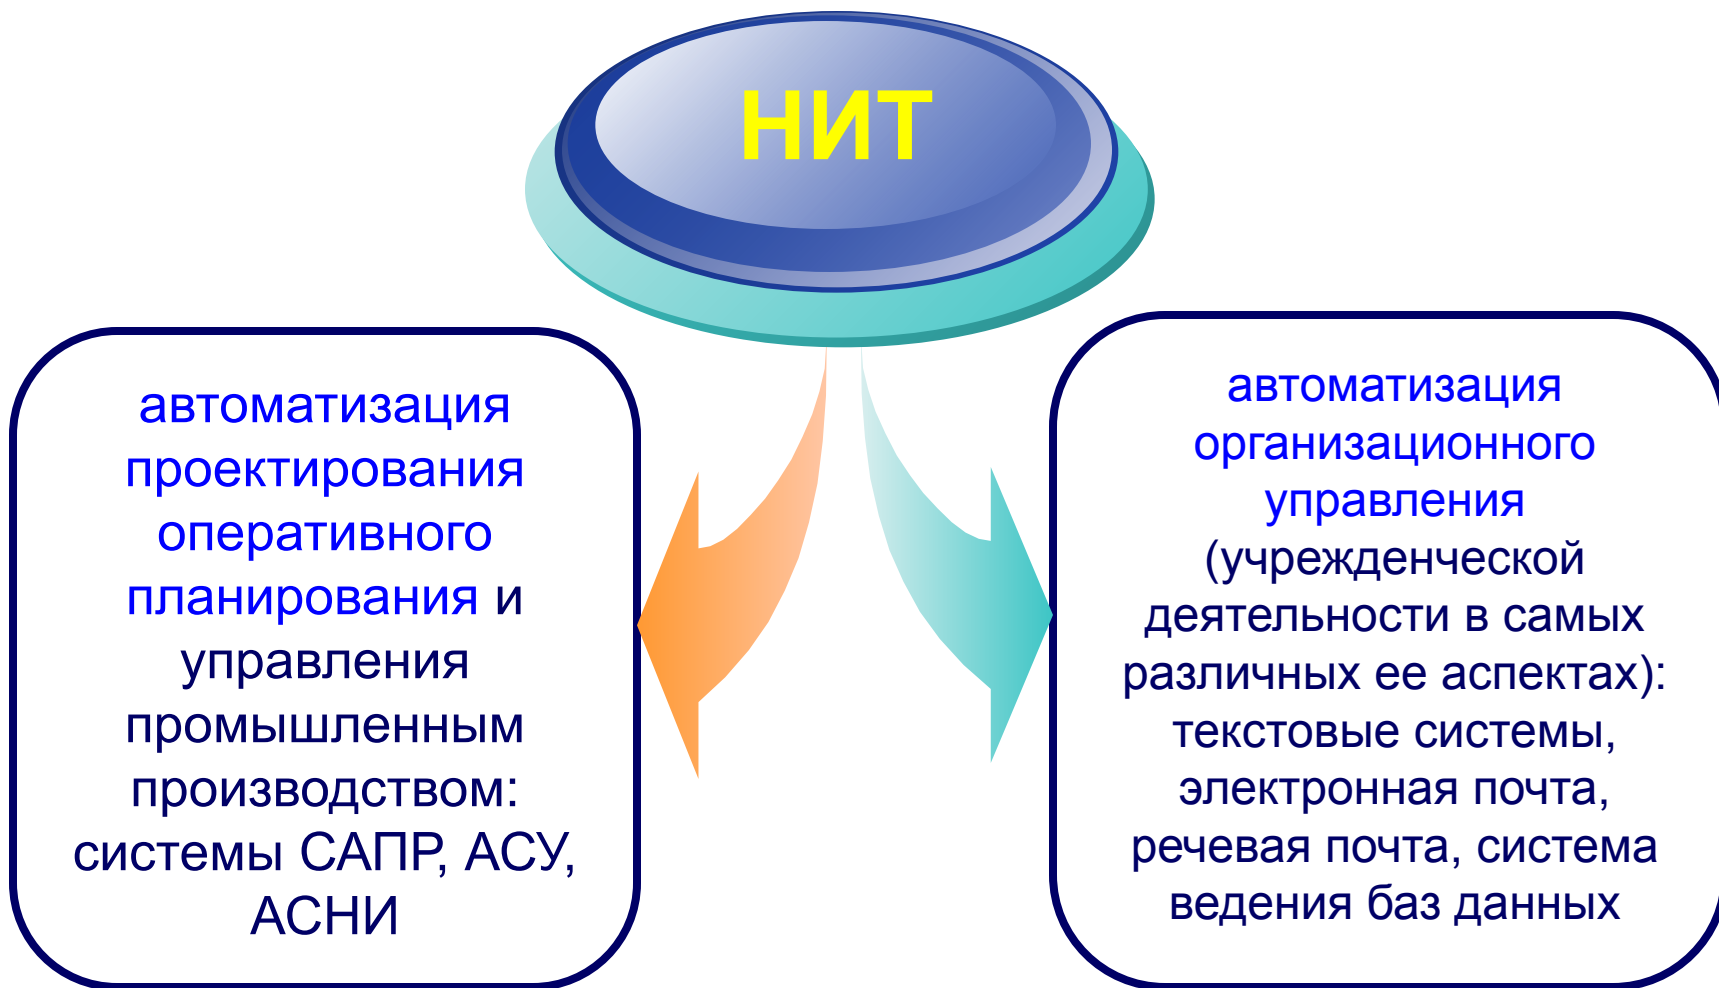 НИТ
автоматизация
проектирования
оперативного
планирования и
управления
промышленным
производством:
системы САПР, АСУ,
АСНИ
автоматизация
организационного
управления
(учрежденческой
деятельности в самых
различных ее аспектах):
текстовые системы,
электронная почта,
речевая почта, система
ведения баз данных